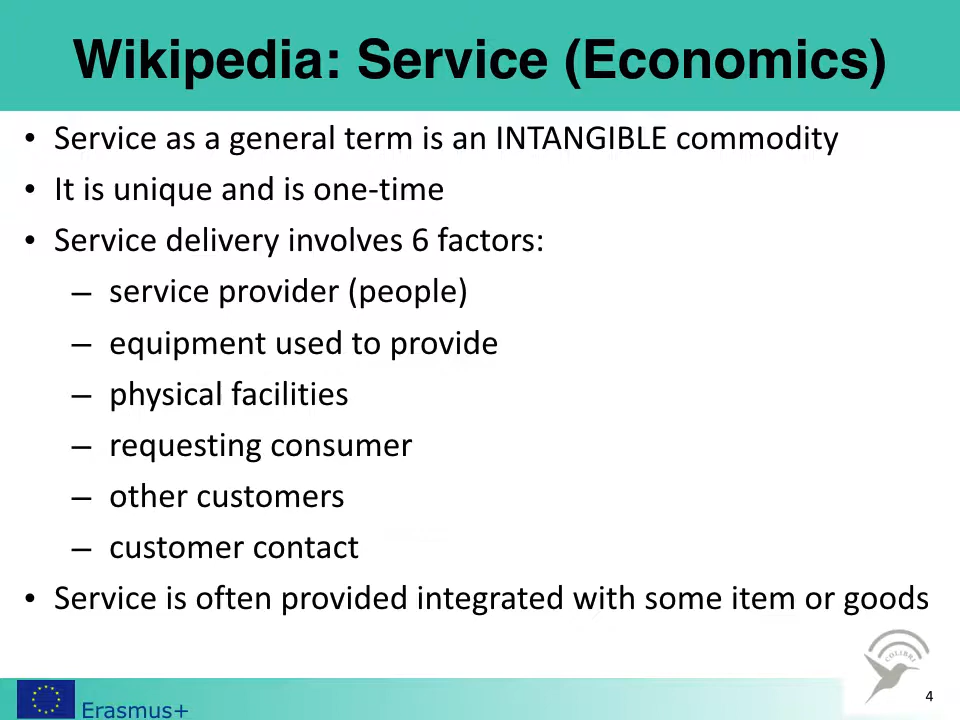 Wikipedia: Service (Economics)
• Service as a general term is an INTANGIBLE commodity
• It is unique and is one-time
• Service delivery involves 6 factors:
– service provider (people)
– equipment used to provide
– physical facilities
– requesting consumer
– other customers
– customer contact
• Service is often provided integrated with some item or goods
COLIBRI
Erasmus+
4